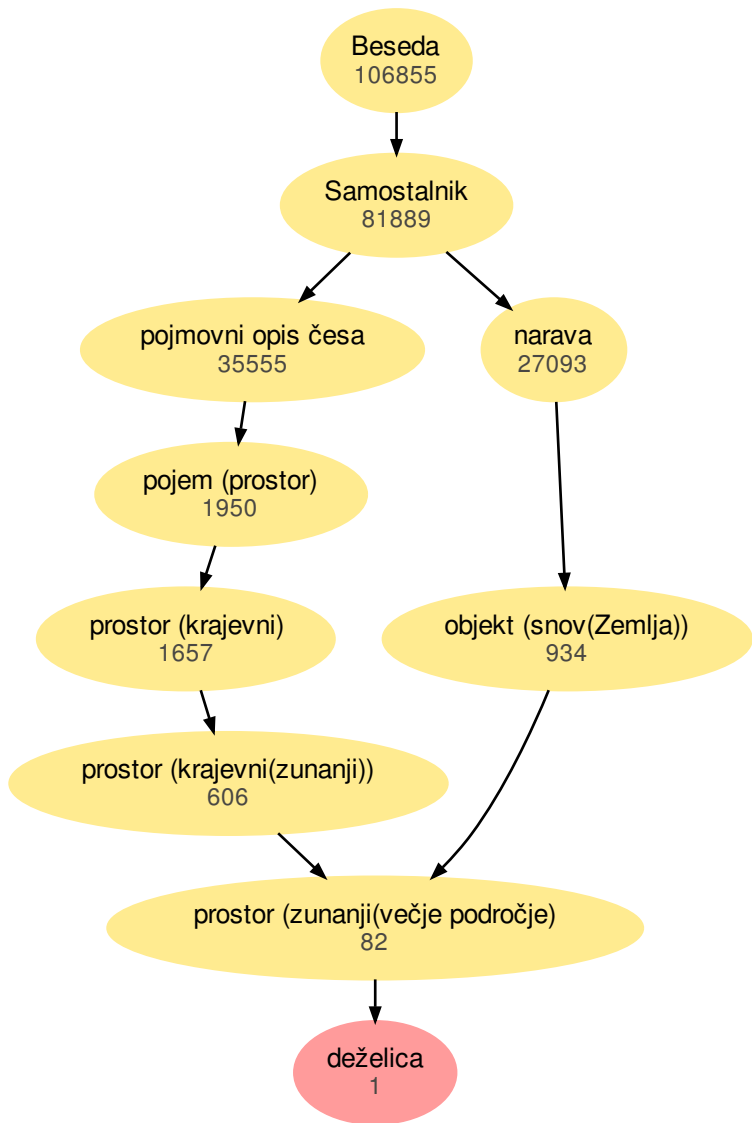 Beseda
106855
Samostalnik
81889
pojmovni opis česa
35555
narava
27093
pojem (prostor)
1950
prostor (krajevni)
1657
objekt (snov(Zemlja))
934
prostor (krajevni(zunanji))
606
prostor (zunanji(večje področje)
82
deželica
1